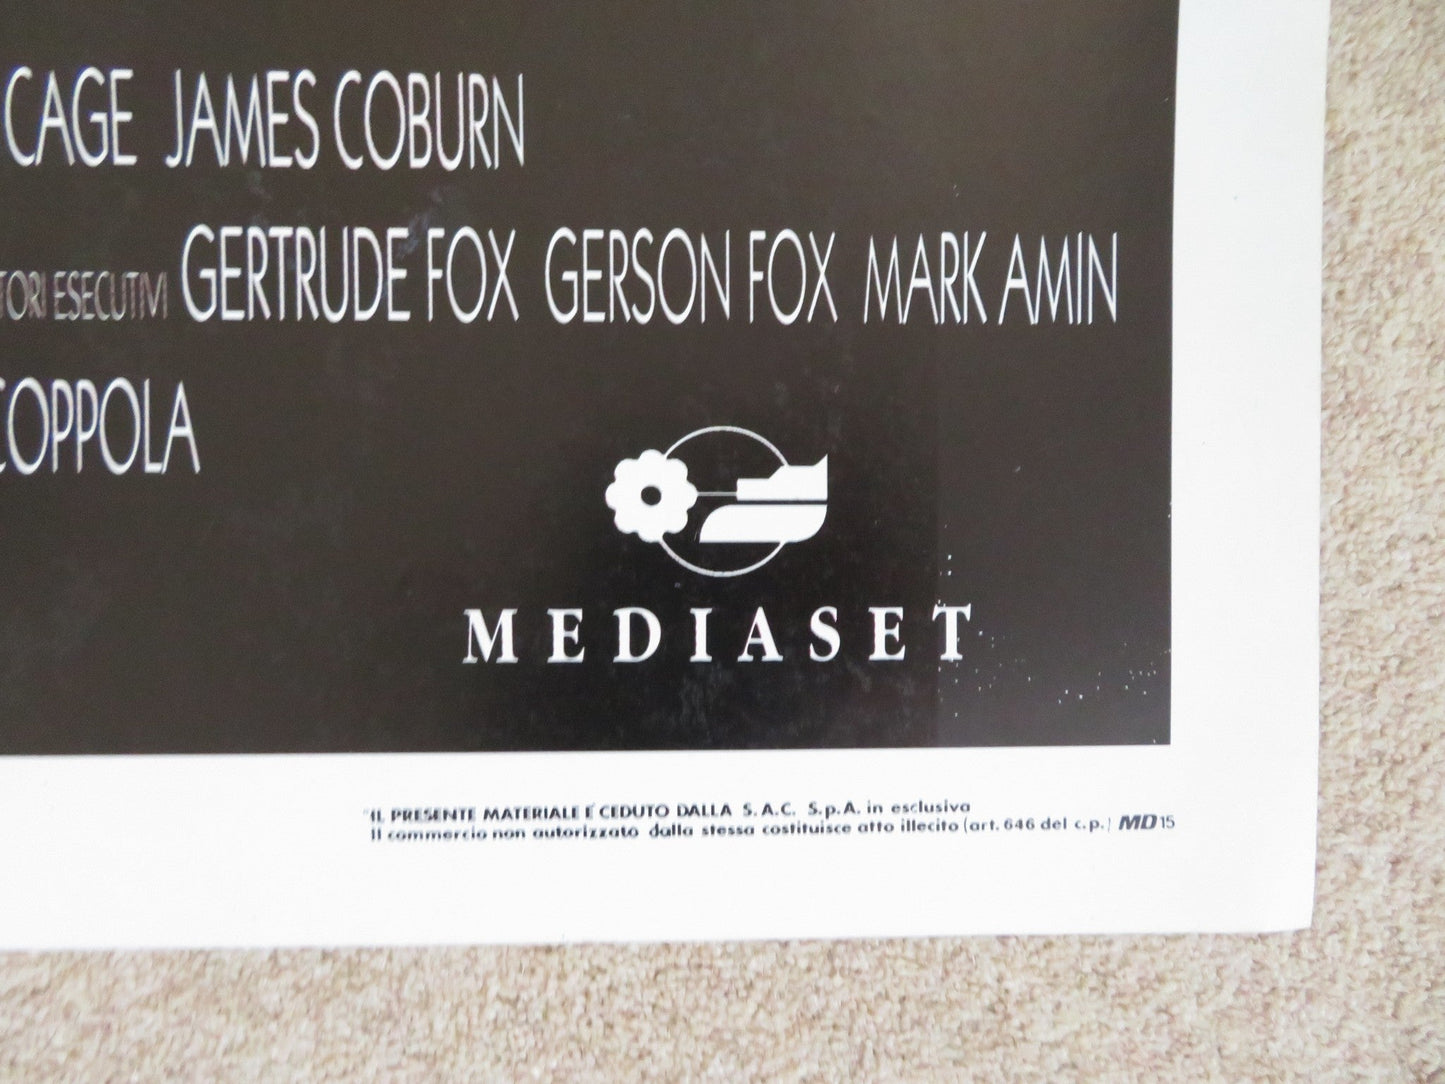 CAGE JAMES COBURN
TORI ESECUTIVI GERTRUDE FOX GERSON FOX MARK AMIN
COPPOLA
MEDIASET
"IL PRESENTE MATERIALE E' CEDUTO DALLA S.A.C. S.p.A. in esclusiva
Il commercio non autorizzato dalla stessa costituisce atto illecito (art. 646 del c.p.) MD 15